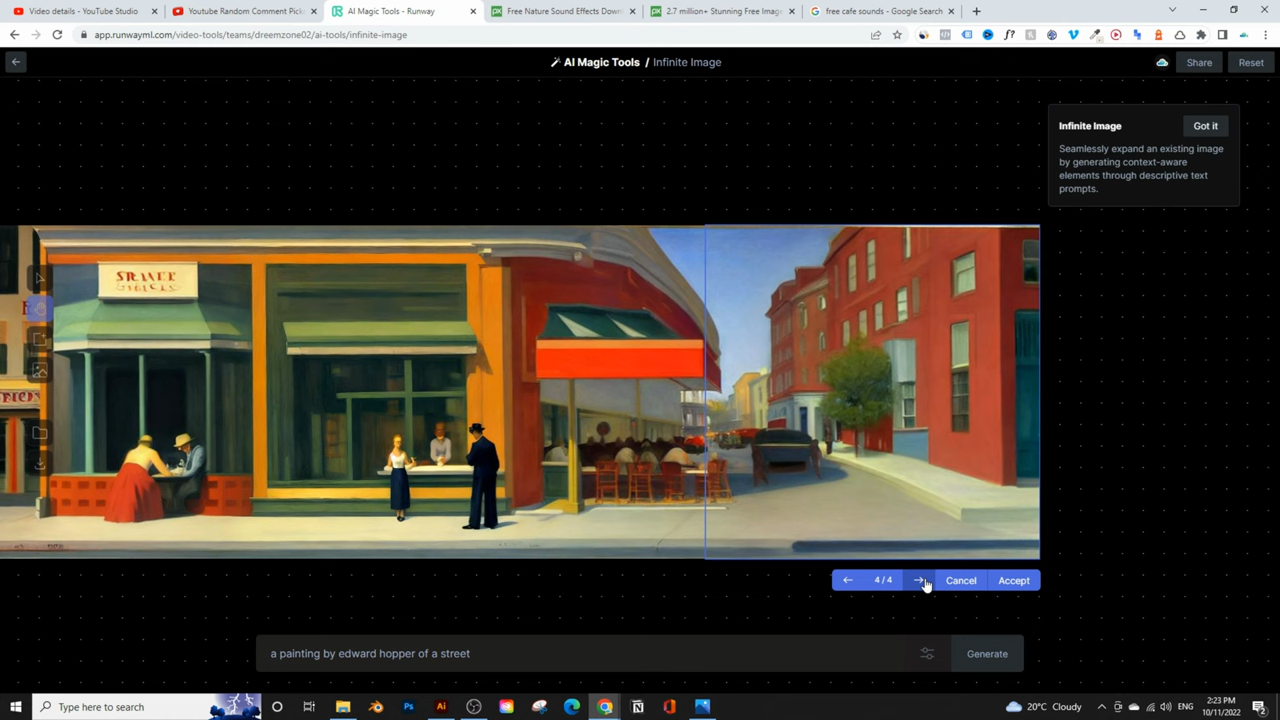 Video details - YouTube Studio
Youtube Random Comment Pick
AI Magic Tools - Runway
Free Nature Sound Effects Down
2.7 million+ Stunning Free Image
free cafe sounds - Google Search
app.runwayml.com/video-tools/teams/dreemzone02/ai-tools/infinite-image
AI Magic Tools / Infinite Image
Share
Reset
Infinite Image
Got it
Seamlessly expand an existing image
by generating context-aware
elements through descriptive text
prompts.
4 / 4
Cancel
Accept
a painting by edward hopper of a street
Generate
Type here to search
20°C Cloudy
ENG
2:23 PM
10/11/2022
2